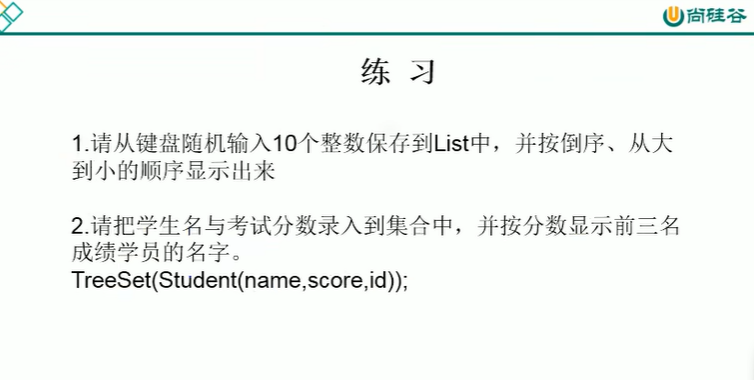 尚硅谷
练 习
1.请从键盘随机输入10个整数保存到List中，并按倒序、从大
到小的顺序显示出来
2.请把学生名与考试分数录入到集合中，并按分数显示前三名
成绩学员的名字。
TreeSet(Student(name,score,id));